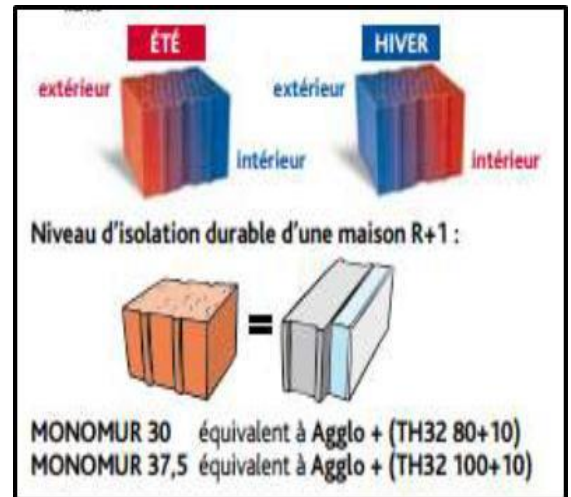 ÉTÉ HIVER
extérieur extérieur
intérieur intérieur
Niveau d'isolation durable d'une maison R+1 :
=
MONOMUR 30 équivalent à Agglo + (TH32 80+10)
MONOMUR 37,5 équivalent à Agglo + (TH32 100+10)